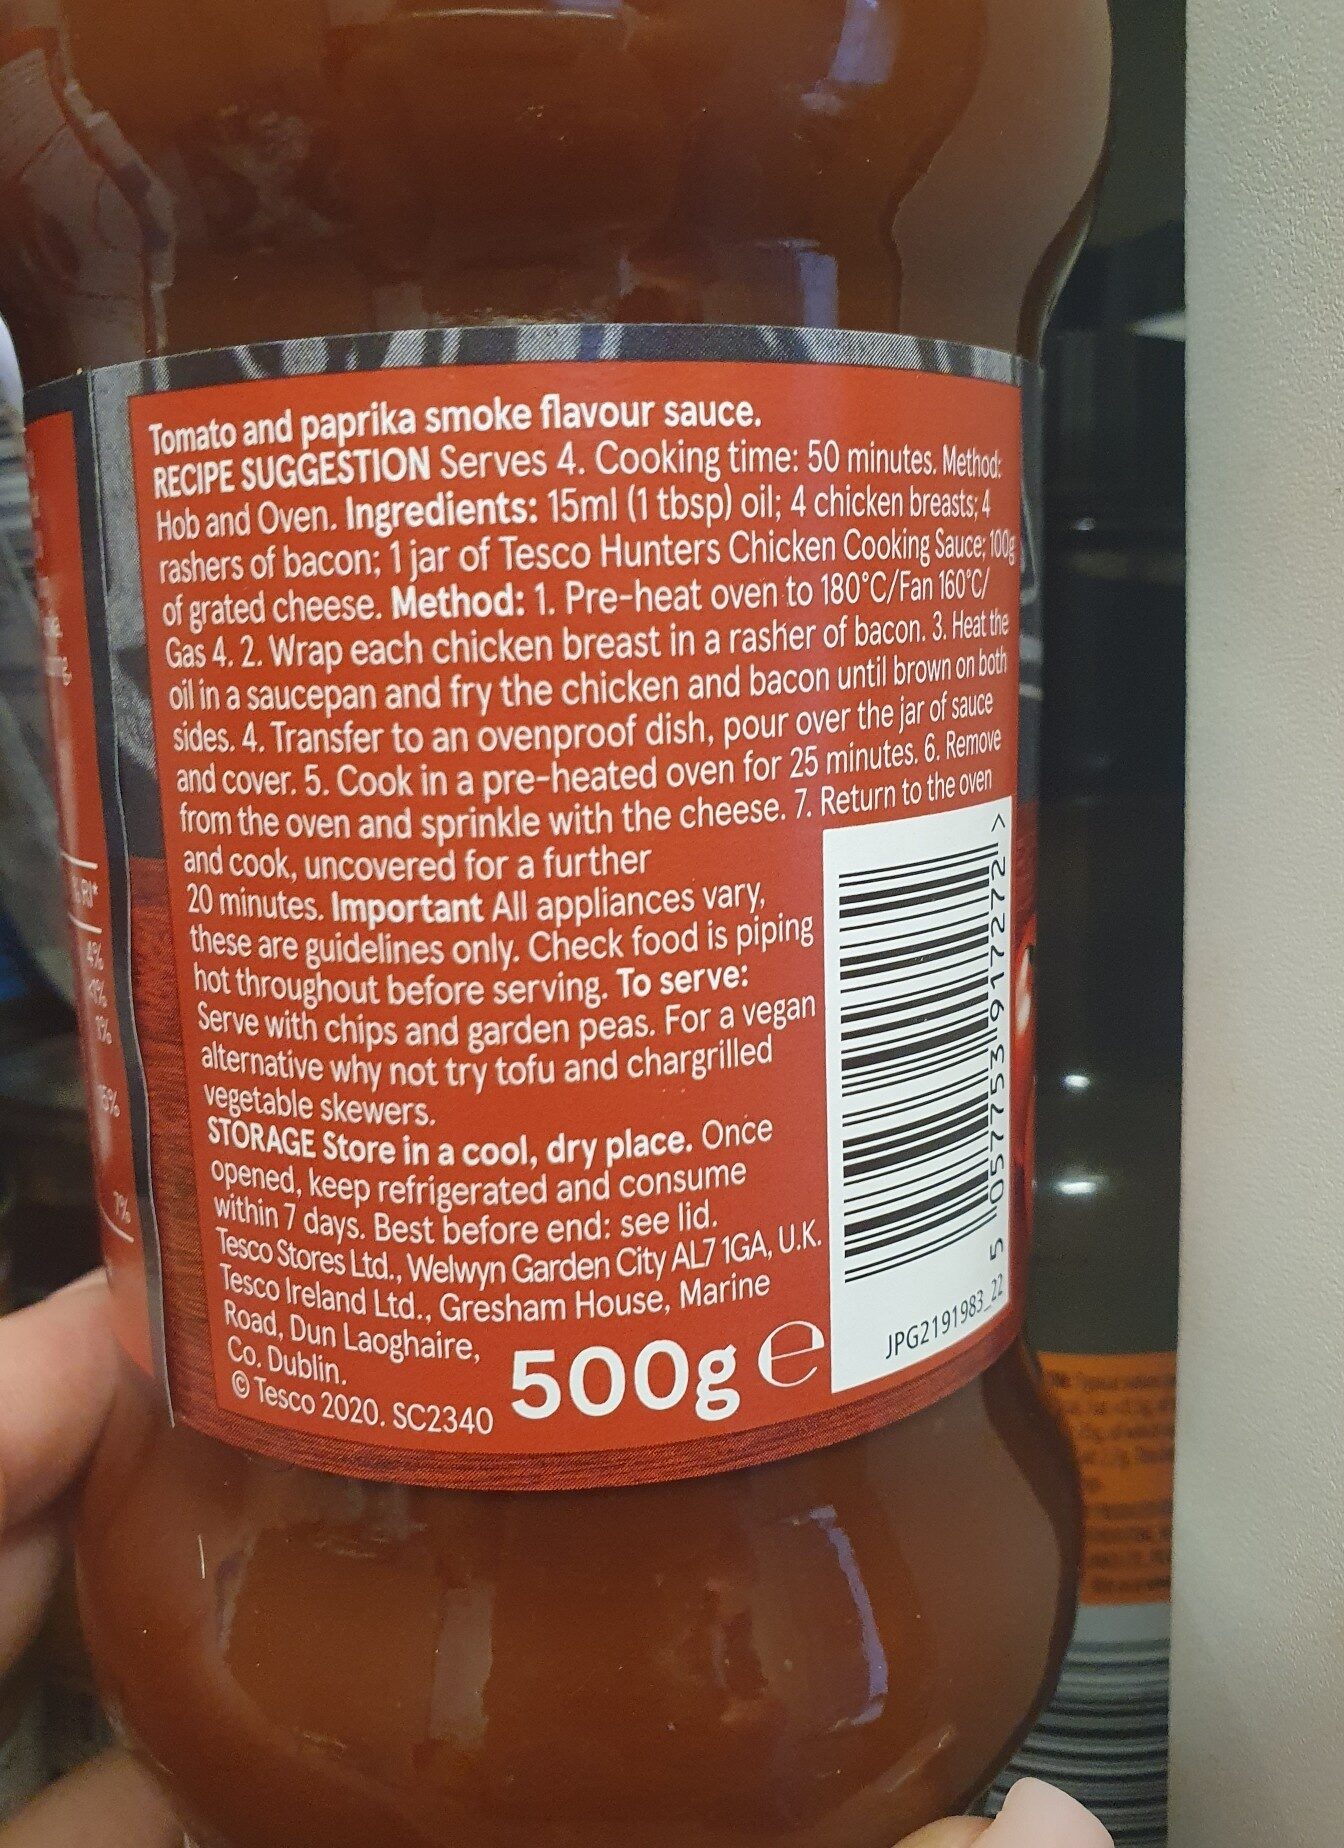 Tomato and paprika smoke flavour sauce.
RECIPE SUGGESTION Serves 4. Cooking time: 50 minutes. Method:
Hob and Oven. Ingredients: 15ml (1 tbsp) oil; 4 chicken breasts; 4
rashers of bacon; 1 jar of Tesco Hunters Chicken Cooking Sauce; 100g
of grated cheese. Method: 1. Pre-heat oven to 180°C/Fan 160°C/
Gas 4. 2. Wrap each chicken breast in a rasher of bacon. 3. Heat the
oil in a saucepan and fry the chicken and bacon until brown on both
sides. 4. Transfer to an ovenproof dish, pour over the jar of sauce
and cover. 5. Cook in a pre-heated oven for 25 minutes. 6. Remove
from the oven and sprinkle with the cheese. 7. Return to the oven
and cook, uncovered for a further
20 minutes. Important All appliances vary,
these are guidelines only. Check food is piping
hot throughout before serving. To serve:
Serve with chips and garden peas. For a vegan
alternative why not try tofu and chargrilled
vegetable skewers.
STORAGE Store in a cool, dry place. Once
opened, keep refrigerated and consume
within 7 days. Best before end: see lid.
Tesco Stores Ltd., Welwyn Garden City AL7 1GA, U.K.
Tesco Ireland Ltd., Gresham House, Marine
Road, Dun Laoghaire,
Co. Dublin.
© Tesco 2020. SC2340
500g ℮
5 057753 917272 >
JPG2191983_22
4%
1%
7%